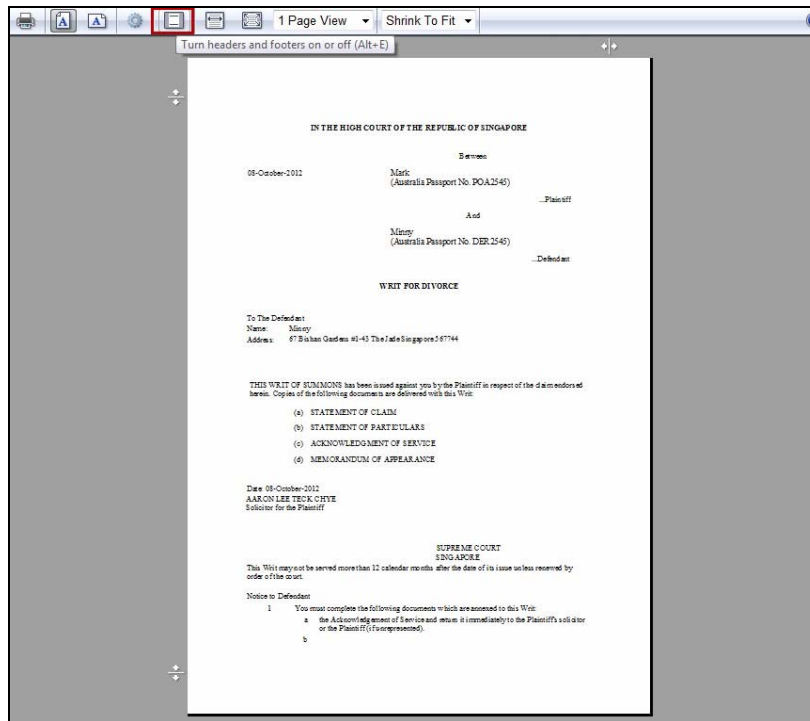 1 Page View
Shrink To Fit
Turn headers and footers on or off (Alt+E)
IN THE HIGH COURT OF THE REPUBLIC OF SINGAPORE
Between
08-October-2012 Mark
(Australia Passport No. POA2545)
...Plaintiff
And
Minny
(Australia Passport No. DER2545)
...Defendant
WRIT FOR DIVORCE
To The Defendant
Name: Minny
Address: 67 Bishan Gardens #1-43 The Jade Singapore 567744
THIS WRIT OF SUMMONS has been issued against you by the Plaintiff in respect of the claim endorsed
herein. Copies of the following documents are delivered with this Writ:
(a) STATEMENT OF CLAIM
(b) STATEMENT OF PARTICULARS
(c) ACKNOWLEDGMENT OF SERVICE
(d) MEMORANDUM OF APPEARANCE
Date: 08-October-2012
AARON LEE TECK CHYE
Solicitor for the Plaintiff
SUPREME COURT
SINGAPORE
This Writ may not be served more than 12 calendar months after the date of its issue unless renewed by
order of the court.
Notice to Defendant
1 You must complete the following documents which are annexed to this Writ:
a the Acknowledgement of Service and return it immediately to the Plaintiff's solicitor
or the Plaintiff (if unrepresented).
b